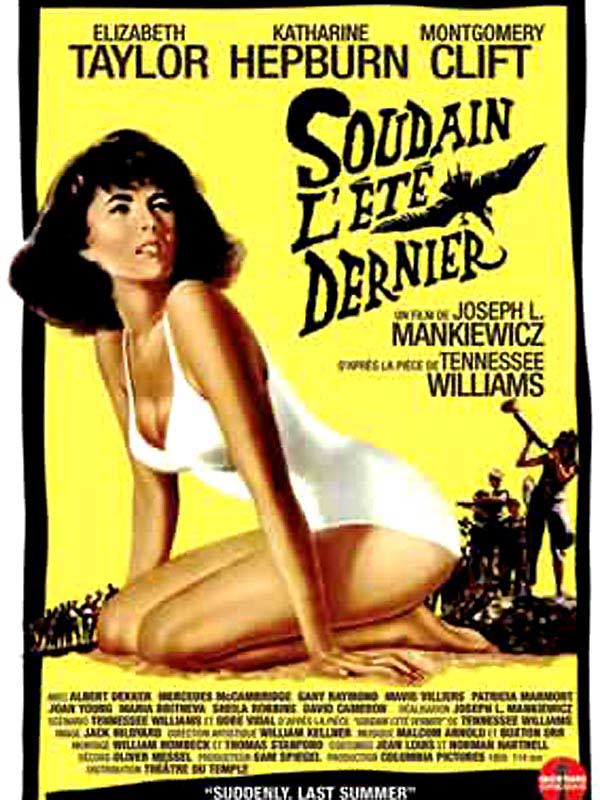 ELIZABETH KATHARINE MONTGOMERY
TAYLOR HEPBURN CLIFT
SOUDAIN
L'ÉTÉ
DERNIER
UN FILM DE JOSEPH L.
MANKIEWICZ
D'APRÈS LA PIÈCE DE TENNESSEE
WILLIAMS
AVEC ALBERT DEKKER MERCEDES McCAMBRIDGE GARY RAYMOND MAVIS VILLIERS PATRICIA MARMONT
JOAN YOUNG MARIA BRITNEVA SHEILA ROBBINS DAVID CAMERON RÉALISATION JOSEPH L. MANKIEWICZ
SCÉNARIO TENNESSEE WILLIAMS ET GORE VIDAL D'APRÈS LA PIÈCE "SOUDAIN L'ÉTÉ DERNIER" DE TENNESSEE WILLIAMS
IMAGE JACK HILDYARD DIRECTION ARTISTIQUE WILLIAM KELLNER MUSIQUE MALCOLM ARNOLD ET BUXTON ORR
MONTAGE WILLIAM HORNBECK ET THOMAS STANFORD COSTUMES JEAN LOUIS ET NORMAN HARTNELL
DÉCORS OLIVER MESSEL PRODUCTEUR SAM SPIEGEL PRODUCTION COLUMBIA PICTURES 1959 114 mn
DISTRIBUTION THÉÂTRE DU TEMPLE
"SUDDENLY, LAST SUMMER"